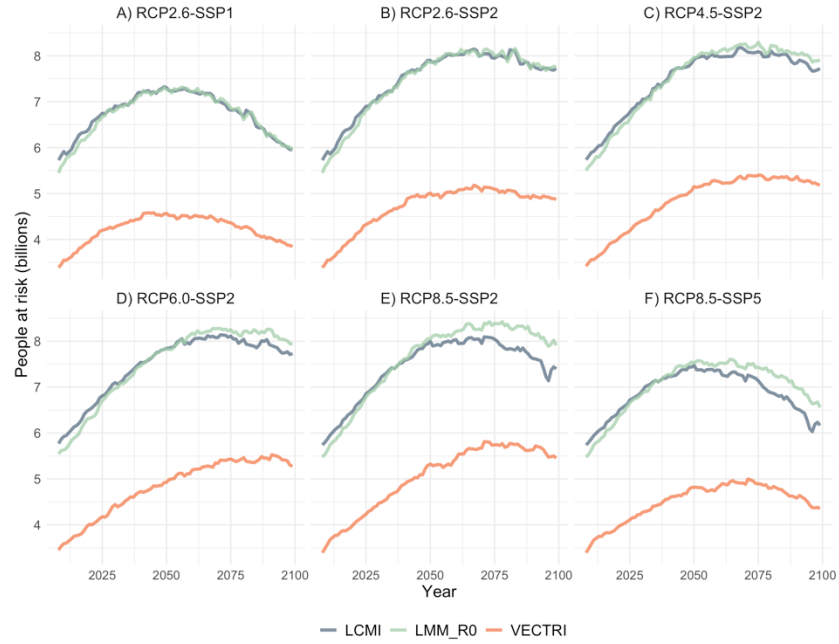 A) RCP2.6-SSP1
B) RCP2.6-SSP2
C) RCP4.5-SSP2
8
7
6
5
4
D) RCP6.0-SSP2
E) RCP8.5-SSP2
F) RCP8.5-SSP5
8
7
6
5
4
People at risk (billions)
2025 2050 2075 2100
2025 2050 2075 2100
2025 2050 2075 2100
Year
LCMI LMM_R0 VECTRI